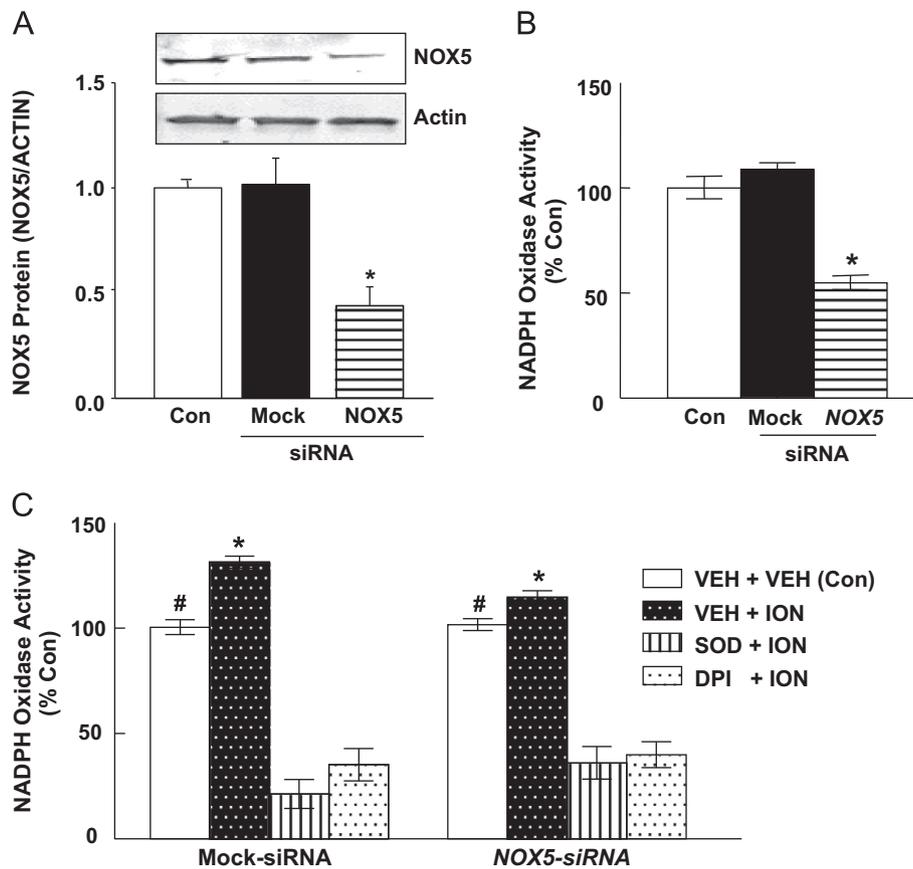 A
NOX5
Actin
NOX5 Protein (NOX5/ACTIN)
1.5
1.0
0.5
0.0
*
Con Mock NOX5
siRNA
B
NADPH Oxidase Activity
(% Con)
150
100
50
0
*
Con Mock NOX5
siRNA
C
NADPH Oxidase Activity
(% Con)
150
100
50
0
# * # *
Mock-siRNA NOX5-siRNA
VEH + VEH (Con)
VEH + ION
SOD + ION
DPI + ION